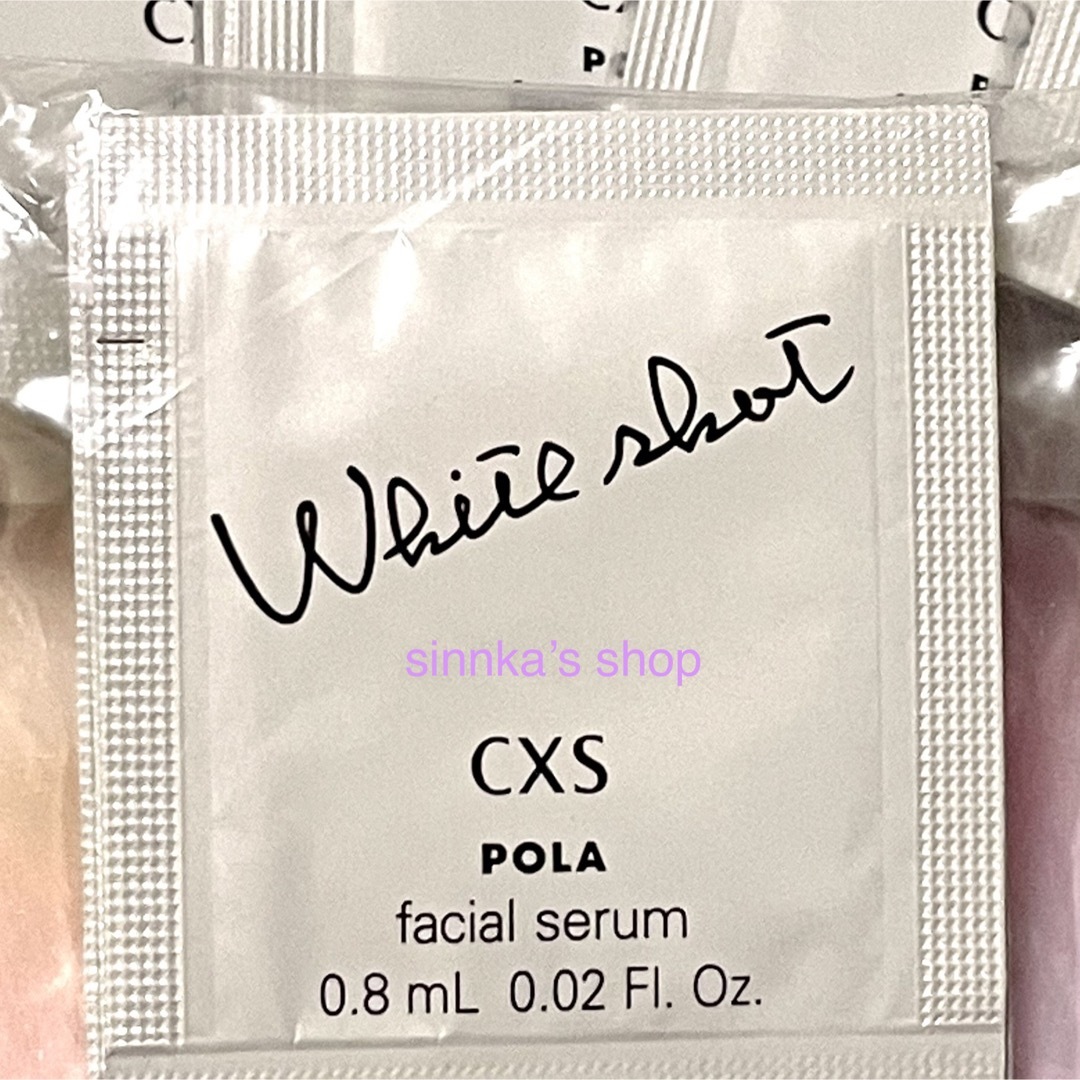 White shot
sinnka’s shop
CXS
POLA
facial serum
0.8 mL 0.02 Fl. Oz.